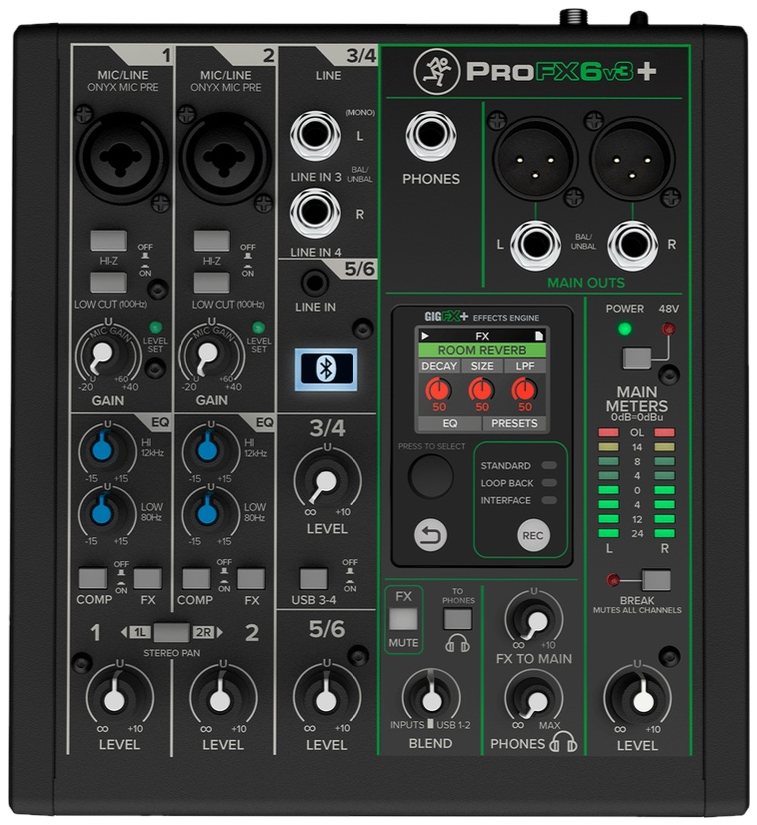 1
MIC/LINE
ONYX MIC PRE
HI-Z
OFF
ON
LOW CUT (100Hz)
MIC GAIN
U
-20
+60
+40
LEVEL
SET
GAIN
EQ
U
HI
12kHz
-15
+15
U
LOW
80Hz
-15
+15
OFF
ON
COMP
FX
2
MIC/LINE
ONYX MIC PRE
HI-Z
OFF
ON
LOW CUT (100Hz)
MIC GAIN
U
-20
+60
+40
LEVEL
SET
GAIN
EQ
U
HI
12kHz
-15
+15
U
LOW
80Hz
-15
+15
OFF
ON
COMP
FX
1
1L
2R
2
STEREO PAN
U
∞
+10
LEVEL
U
∞
+10
LEVEL
3/4
LINE
(MONO)
L
LINE IN 3
BAL/
UNBAL
R
LINE IN 4
5/6
LINE IN
3/4
U
∞
+10
LEVEL
OFF
ON
USB 3-4
5/6
U
∞
+10
LEVEL
PROFX6v3+
PHONES
L
BAL/
UNBAL
R
MAIN OUTS
GIGFX+ EFFECTS ENGINE
FX
ROOM REVERB
DECAY SIZE LPF
50 50 50
EQ PRESETS
PRESS TO SELECT
STANDARD
LOOP BACK
INTERFACE
REC
POWER
48V
MAIN
METERS
0dB=0dBu
OL
14
8
4
0
4
12
24
L
R
BREAK
MUTES ALL CHANNELS
FX
MUTE
TO
PHONES
U
∞
+10
FX TO MAIN
INPUTS
USB 1-2
BLEND
∞
MAX
PHONES
U
∞
+10
LEVEL